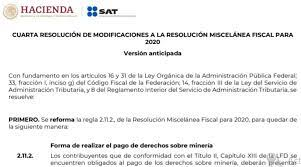 HACIENDA
SAT
CUARTA RESOLUCIÓN DE MODIFICACIONES A LA RESOLUCIÓN MISCELÁNEA FISCAL PARA
2020
Versión anticipada
Con fundamento en los artículos 16 y 31 de la Ley Orgánica de la Administración Pública Federal;
33, fracción I, inciso g) del Código Fiscal de la Federación; 14, fracción III de la Ley del Servicio de
Administración Tributaria, y 8 del Reglamento Interior del Servicio de Administración Tributaria, se
resuelve:
PRIMERO. Se reforma la regla 2.11.2., de la Resolución Miscelánea Fiscal para 2020, para quedar de
la siguiente manera:
Forma de realizar el pago de derechos sobre minería
2.11.2. Los contribuyentes que de conformidad con el Título II, Capítulo XIII de la LFD se
encuentren obligados al pago de los derechos sobre minería, deberán